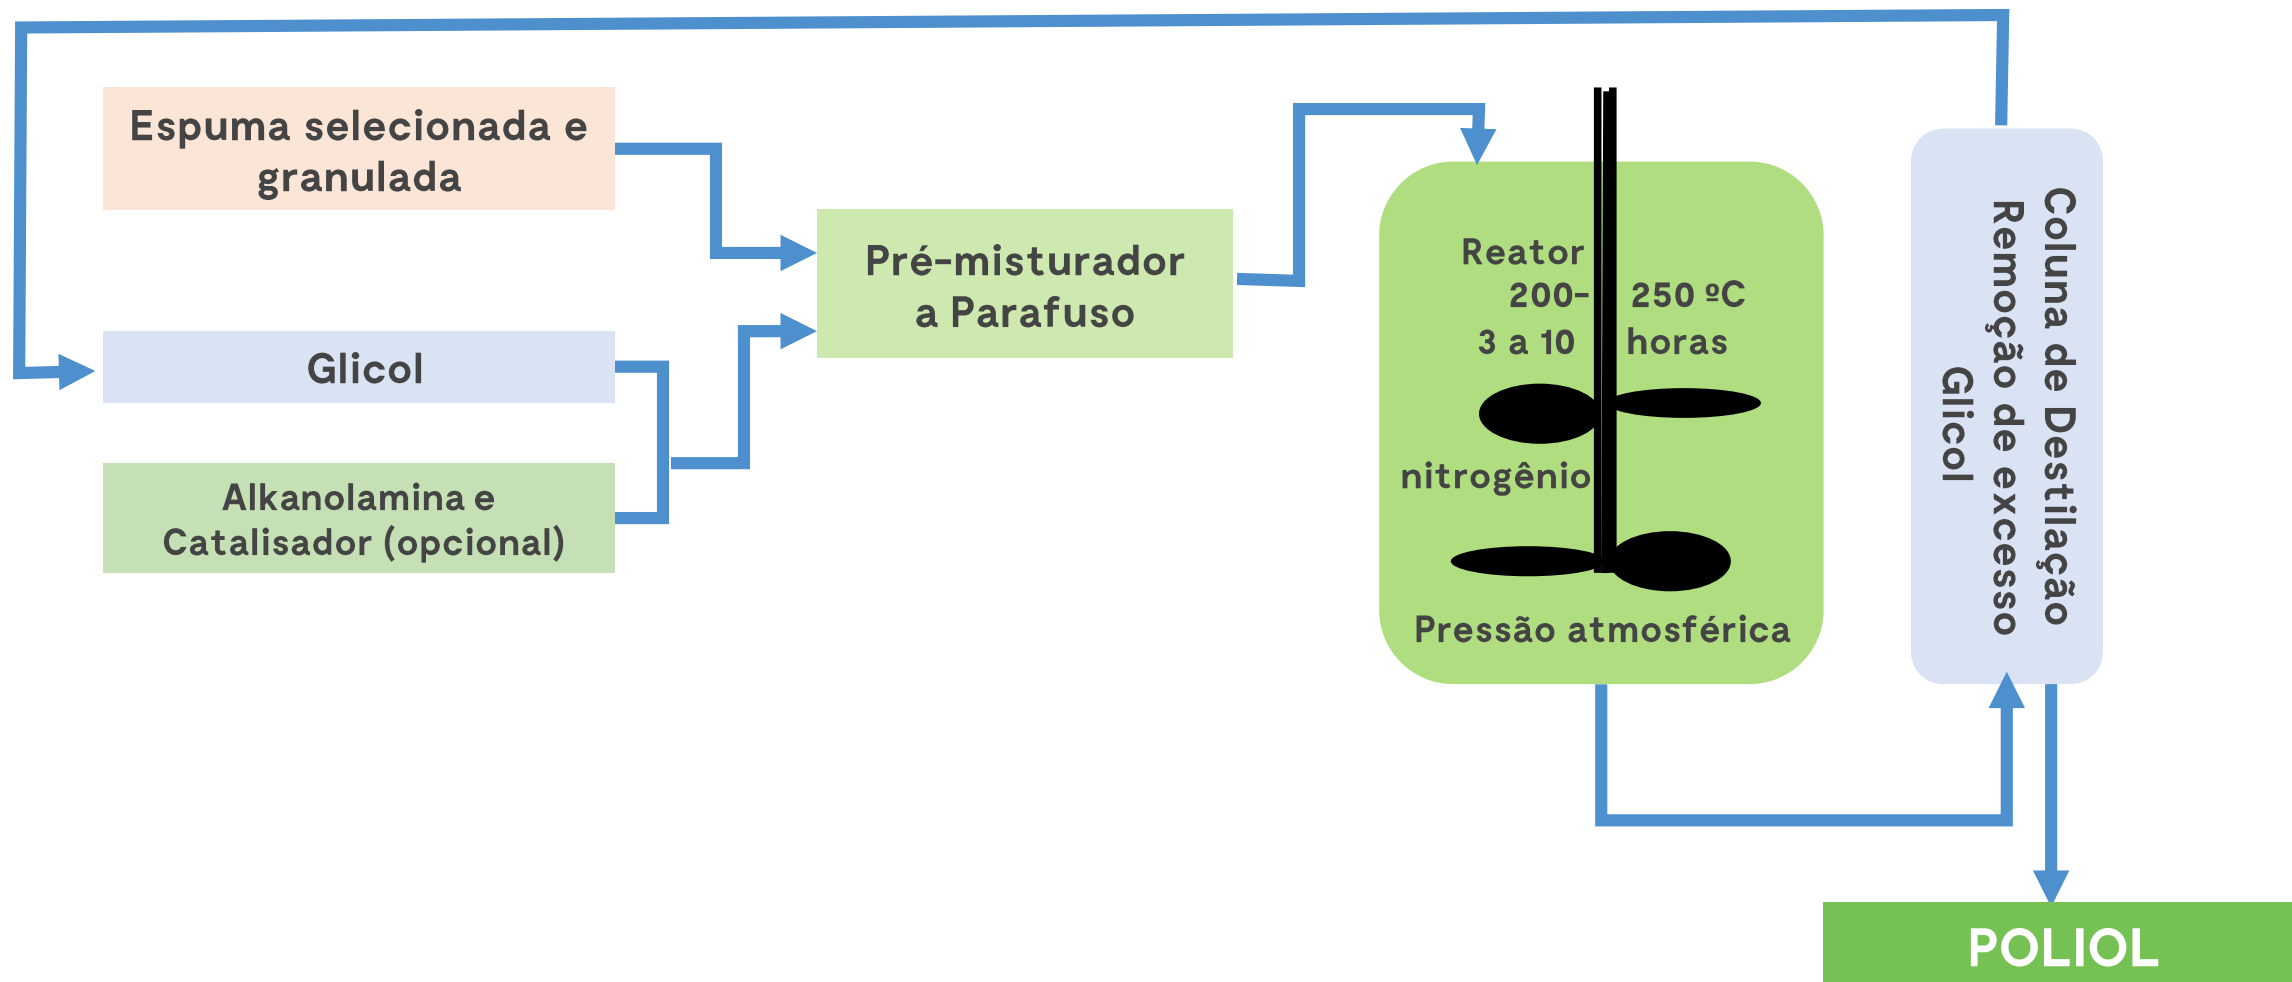 Espuma selecionada e
granulada
Glicol
Alkanolamina e
Catalisador (opcional)
Pré-misturador
a Parafuso
Reator
200- 250 ºC
3 a 10 horas
nitrogênio
Pressão atmosférica
Coluna de Destilação
Remoção de excesso
Glicol
POLIOL